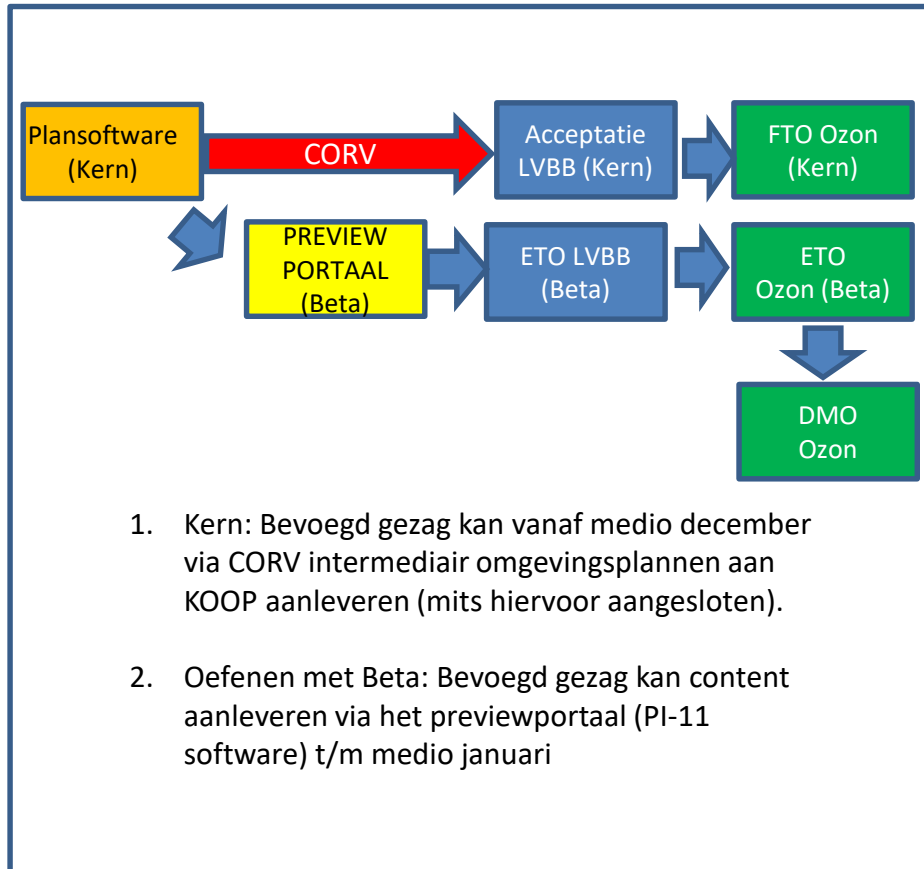 Plansoftware
(Kern)
CORV
Acceptatie
LVBB (Kern)
FTO Ozon
(Kern)
PREVIEW
PORTAAL
(Beta)
ETO LVBB
(Beta)
ETO
Ozon (Beta)
DMO
Ozon
1. Kern: Bevoegd gezag kan vanaf medio december
via CORV intermediair omgevingsplannen aan
KOOP aanleveren (mits hiervoor aangesloten).
2. Oefenen met Beta: Bevoegd gezag kan content
aanleveren via het previewportaal (PI-11
software) t/m medio januari